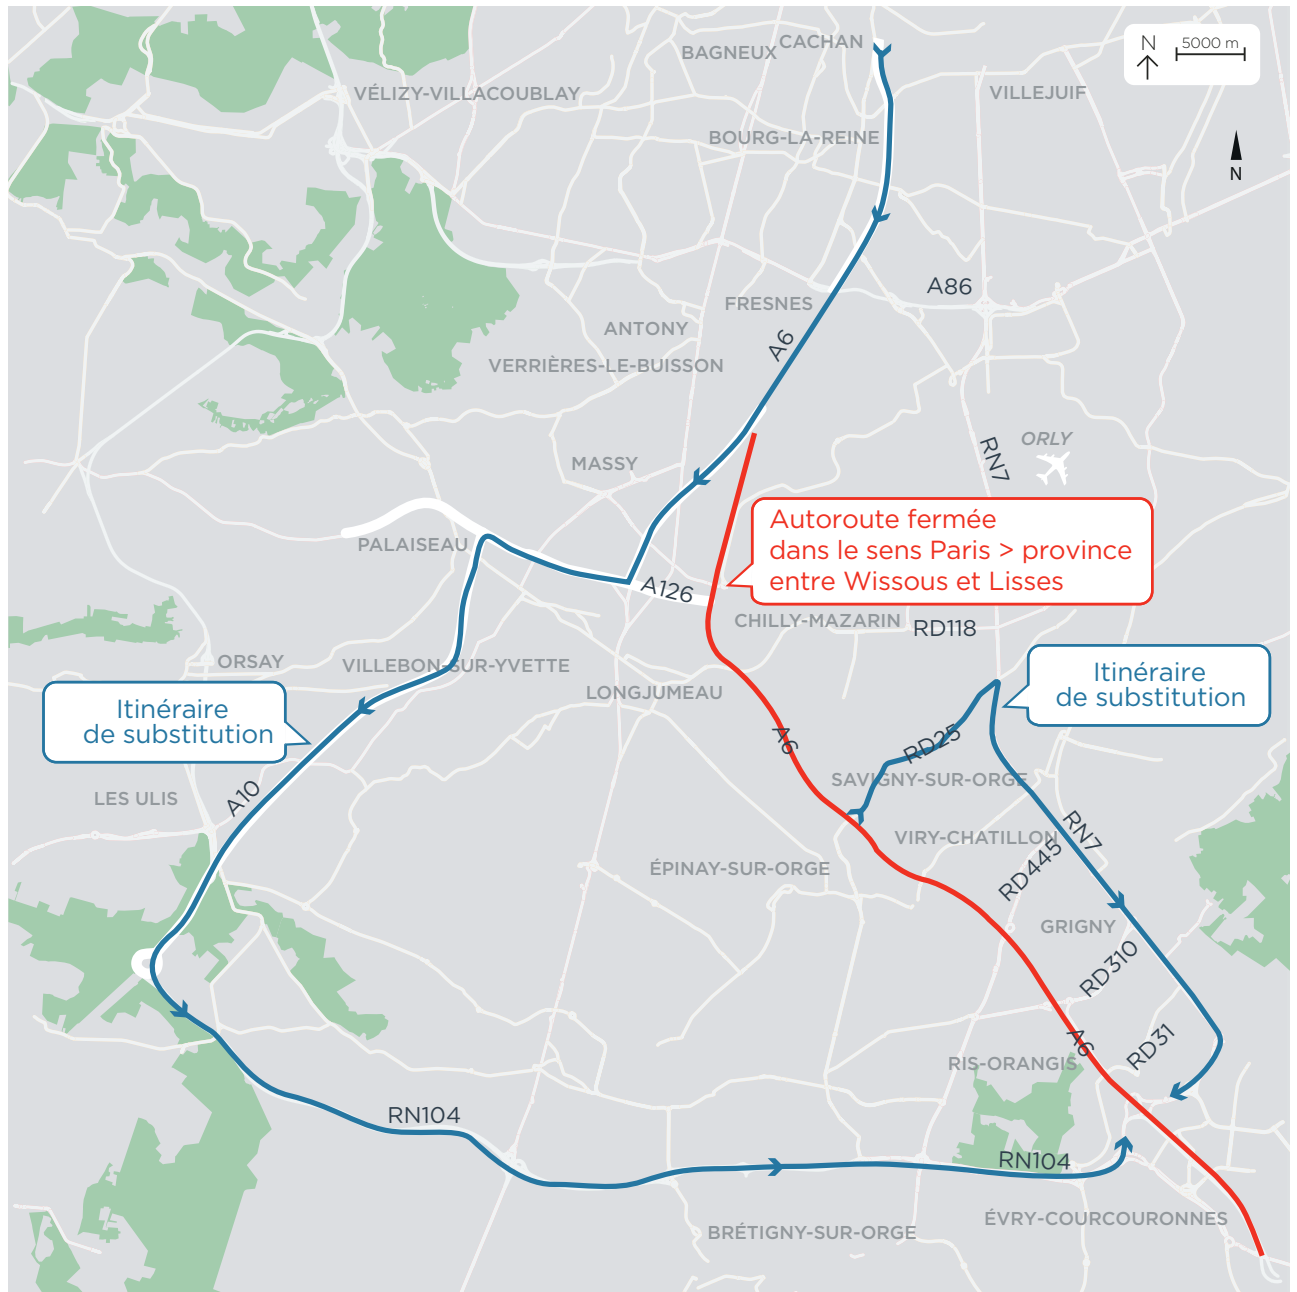 CACHAN
BAGNEUX
N
5000 m
VÉLIZY-VILLACOUBLAY
VILLEJUIF
BOURG-LA-REINE
N
A86
FRESNES
ANTONY
A6
VERRIÈRES-LE-BUISSON
ORLY
RN7
MASSY
Autoroute fermée
dans le sens Paris > province
entre Wissous et Lisses
PALAISEAU
A126
CHILLY-MAZARIN
RD118
ORSAY
VILLEBON-SUR-YVETTE
LONGJUMEAU
Itinéraire
de substitution
Itinéraire
de substitution
A6
RD25
SAVIGNY-SUR-ORGE
LES ULIS
A10
VIRY-CHATILLON
RN7
ÉPINAY-SUR-ORGE
RD445
GRIGNY
RD310
A6
RD31
RIS-ORANGIS
RN104
RN104
ÉVRY-COURCOURONNES
BRÉTIGNY-SUR-ORGE